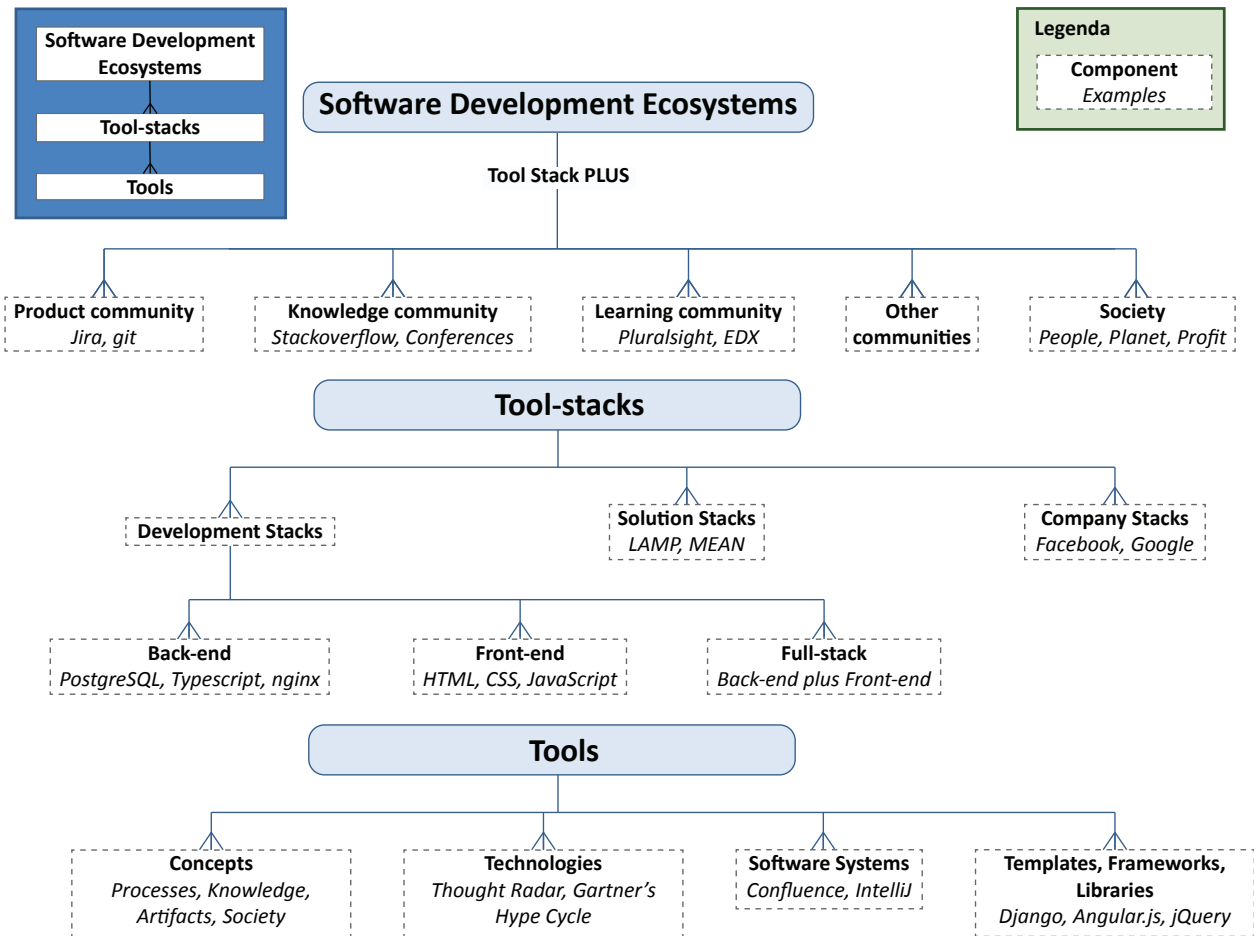 Software Development
Ecosystems
Tool-stacks
Tools
Legenda
Component
Examples
Software Development Ecosystems
Tool Stack PLUS
Product community
Jira, git
Knowledge community
Stackoverflow, Conferences
Learning community
Pluralsight, EDX
Other
communities
Society
People, Planet, Profit
Tool-stacks
Development Stacks
Solution Stacks
LAMP, MEAN
Company Stacks
Facebook, Google
Back-end
PostgreSQL, Typescript, nginx
Front-end
HTML, CSS, JavaScript
Full-stack
Back-end plus Front-end
Tools
Concepts
Processes, Knowledge,
Artifacts, Society
Technologies
Thought Radar, Gartner’s
Hype Cycle
Software Systems
Confluence, IntelliJ
Templates, Frameworks,
Libraries
Django, Angular.js, jQuery